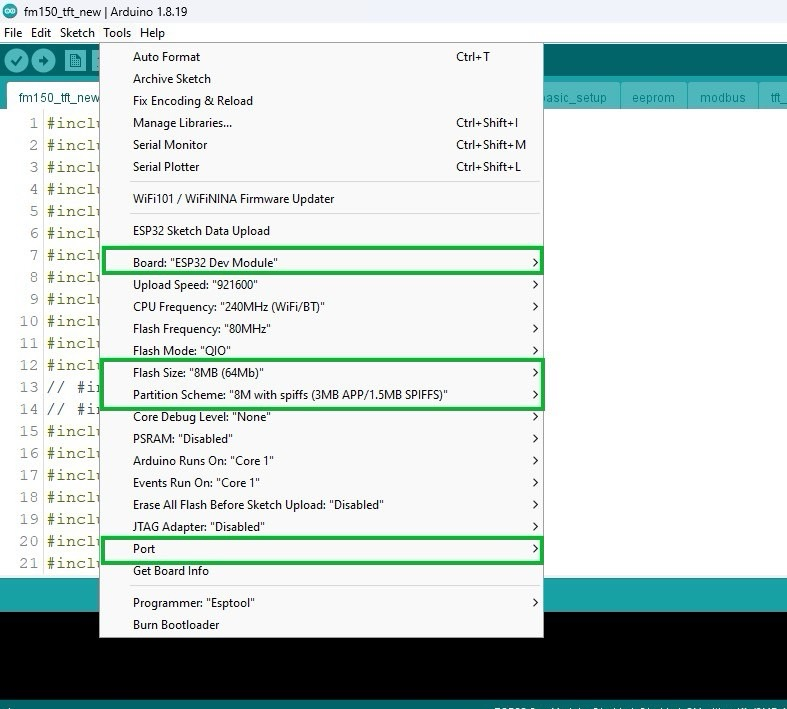 fm150_tft_new | Arduino 1.8.19
File Edit Sketch Tools Help
fm150_tft_new
basic_setup eeprom modbus tft_
Auto Format Ctrl+T
Archive Sketch
Fix Encoding & Reload
Manage Libraries... Ctrl+Shift+I
Serial Monitor Ctrl+Shift+M
Serial Plotter Ctrl+Shift+L
WiFi101 / WiFiNINA Firmware Updater
ESP32 Sketch Data Upload
Board: "ESP32 Dev Module"
Upload Speed: "921600"
CPU Frequency: "240MHz (WiFi/BT)"
Flash Frequency: "80MHz"
Flash Mode: "QIO"
Flash Size: "8MB (64Mb)"
Partition Scheme: "8M with spiffs (3MB APP/1.5MB SPIFFS)"
Core Debug Level: "None"
PSRAM: "Disabled"
Arduino Runs On: "Core 1"
Events Run On: "Core 1"
Erase All Flash Before Sketch Upload: "Disabled"
JTAG Adapter: "Disabled"
Port
Get Board Info
Programmer: "Esptool"
Burn Bootloader
1 #inclu
2 #inclu
3 #inclu
4 #inclu
5 #inclu
6 #inclu
7 #inclu
8 #inclu
9 #inclu
10 #inclu
11 #inclu
12 #inclu
13 // #in
14 // #in
15 #inclu
16 #inclu
17 #inclu
18 #inclu
19 #inclu
20 #inclu
21 #inclu